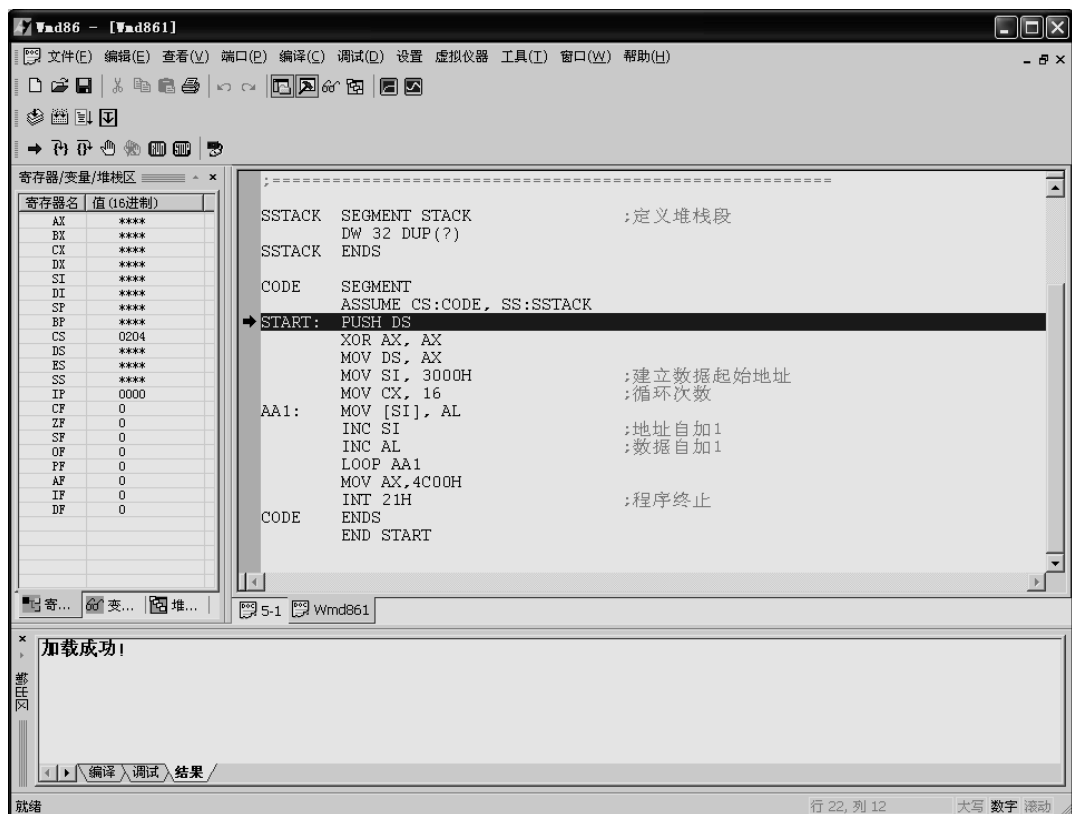 Wmd86 - [Wmd861]
文件(F) 编辑(E) 查看(V) 端口(P) 编译(C) 调试(D) 设置 虚拟仪器 工具(T) 窗口(W) 帮助(H)
寄存器/变量/堆栈区
寄存器名 值(16进制)
AX ****
BX ****
CX ****
DX ****
SI ****
DI ****
SP ****
BP ****
CS 0204
DS ****
ES ****
SS ****
IP 0000
CF 0
ZF 0
SF 0
OF 0
PF 0
AF 0
IF 0
DF 0
寄... 变... 堆...
;========================================================
SSTACK SEGMENT STACK ;定义堆栈段
DW 32 DUP(?)
SSTACK ENDS
CODE SEGMENT
ASSUME CS:CODE, SS:SSTACK
START: PUSH DS
XOR AX, AX
MOV DS, AX
MOV SI, 3000H ;建立数据起始地址
MOV CX, 16 ;循环次数
AA1: MOV [SI], AL
INC SI ;地址自加1
INC AL ;数据自加1
LOOP AA1
MOV AX,4C00H
INT 21H ;程序终止
CODE ENDS
END START
5-1 Wmd861
加载成功!
编译 调试 结果
就绪 行 22, 列 12 大写 数字 滚动